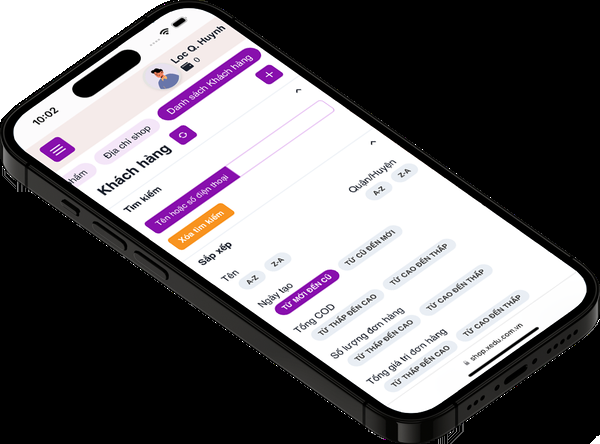 10:02
Loc Q. Huynh
0
Địa chỉ shop
Danh sách Khách hàng
Khách hàng
Tìm kiếm
Tên hoặc số điện thoại
Xóa tìm kiếm
Sắp xếp
Tên
A-Z
Z-A
Quận/Huyện
A-Z
Z-A
Ngày tạo
TỪ MỚI ĐẾN CŨ
TỪ CŨ ĐẾN MỚI
Tổng COD
TỪ THẤP ĐẾN CAO
TỪ CAO ĐẾN THẤP
Số lượng đơn hàng
TỪ THẤP ĐẾN CAO
TỪ CAO ĐẾN THẤP
Tổng giá trị đơn hàng
TỪ THẤP ĐẾN CAO
TỪ CAO ĐẾN THẤP
shop.xedu.com.vn